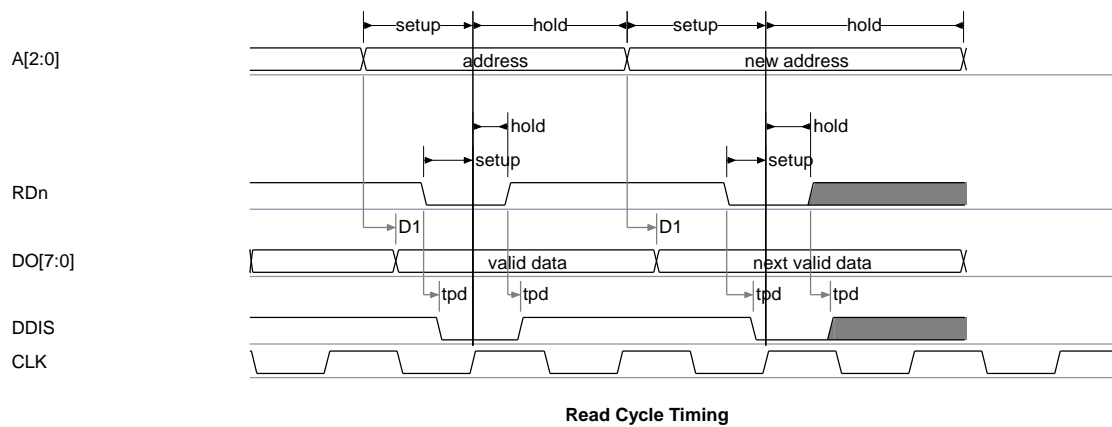 setup hold setup hold
A[2:0] address new address
hold hold
setup setup
RDn
D1 D1
DO[7:0] valid data next valid data
tpd tpd tpd tpd
DDIS
CLK
Read Cycle Timing